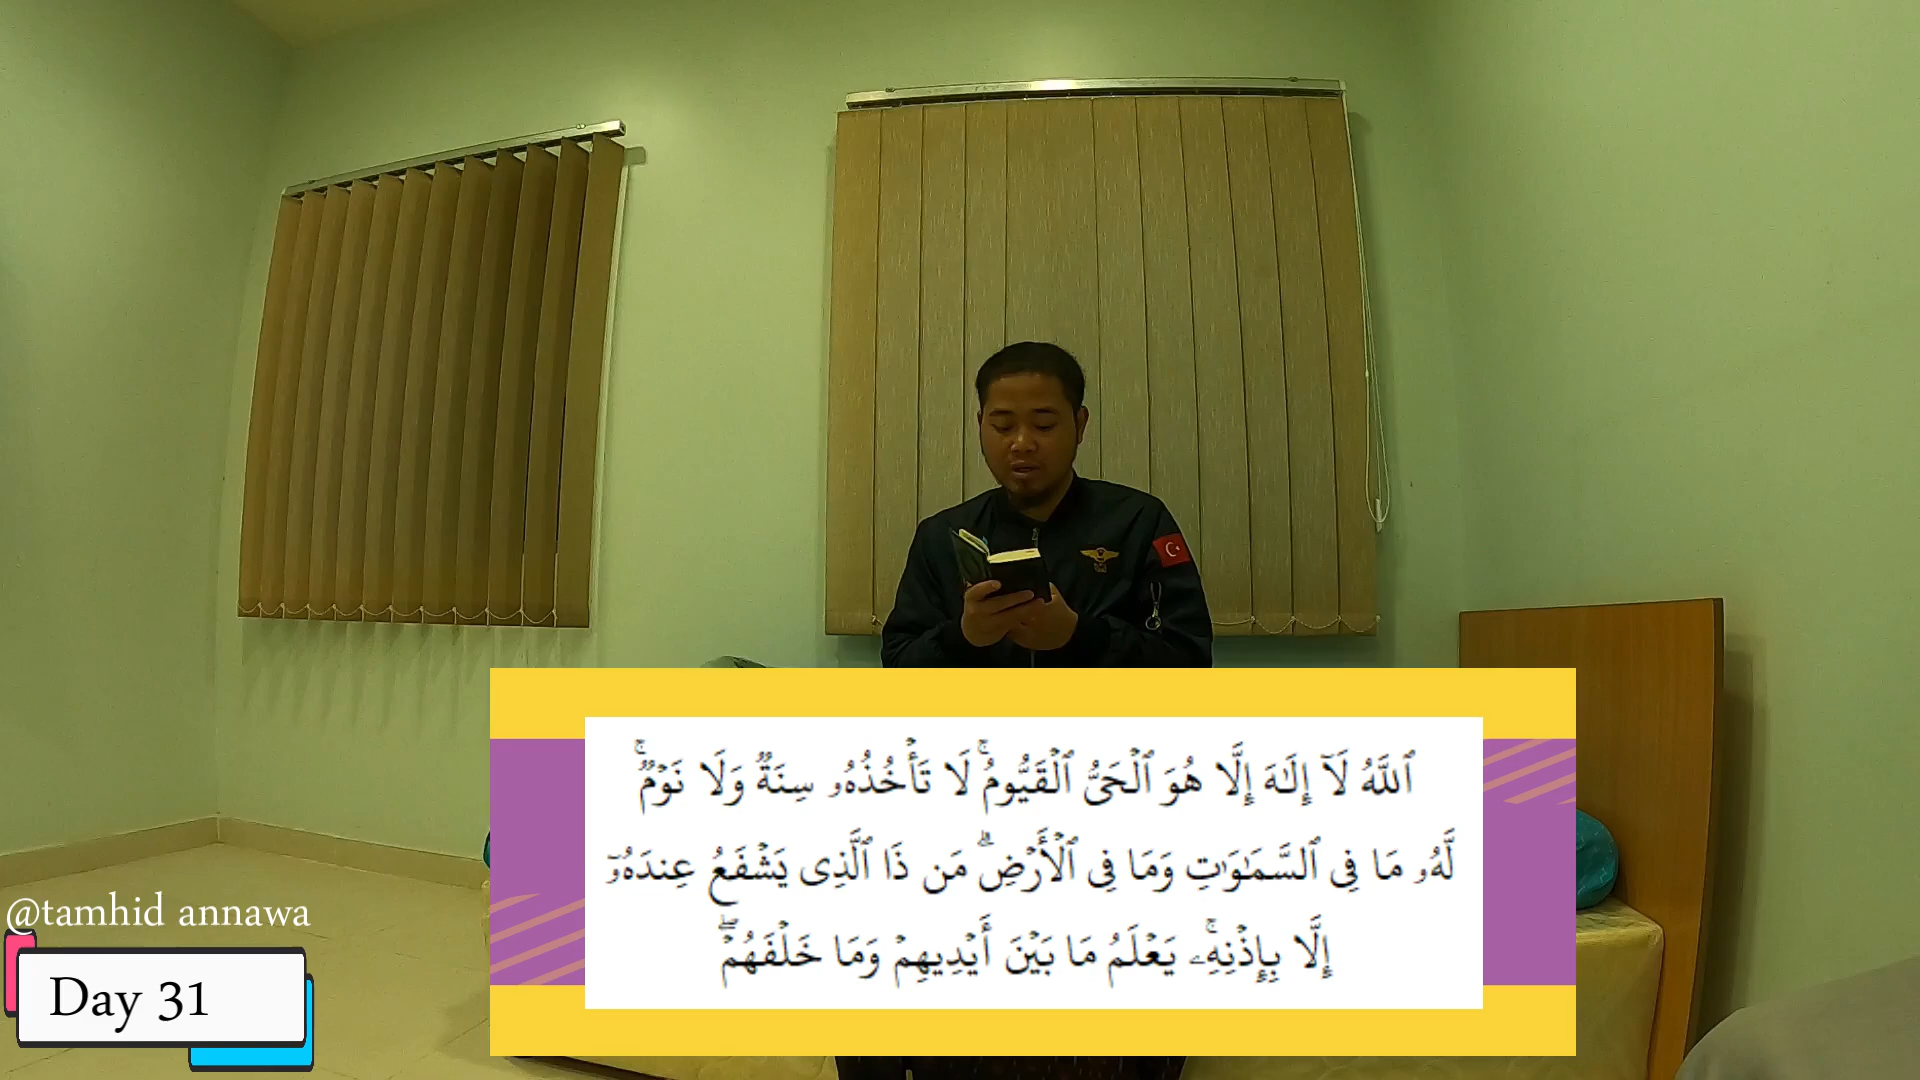 ٱللَّهُ لَآ إِلَـٰهَ إِلَّا هُوَ ٱلْحَىُّ ٱلْقَيُّومُ ۚ لَا تَأْخُذُهُۥ سِنَةٌ وَلَا نَوْمٌ ۚ
لَّهُۥ مَا فِى ٱلسَّمَـٰوَٰتِ وَمَا فِى ٱلْأَرْضِ ۗ مَن ذَا ٱلَّذِى يَشْفَعُ عِندَهُۥٓ
إِلَّا بِإِذْنِهِۦ ۚ يَعْلَمُ مَا بَيْنَ أَيْدِيهِمْ وَمَا خَلْفَهُمْ ۖ
@tamhid annawa
Day 31